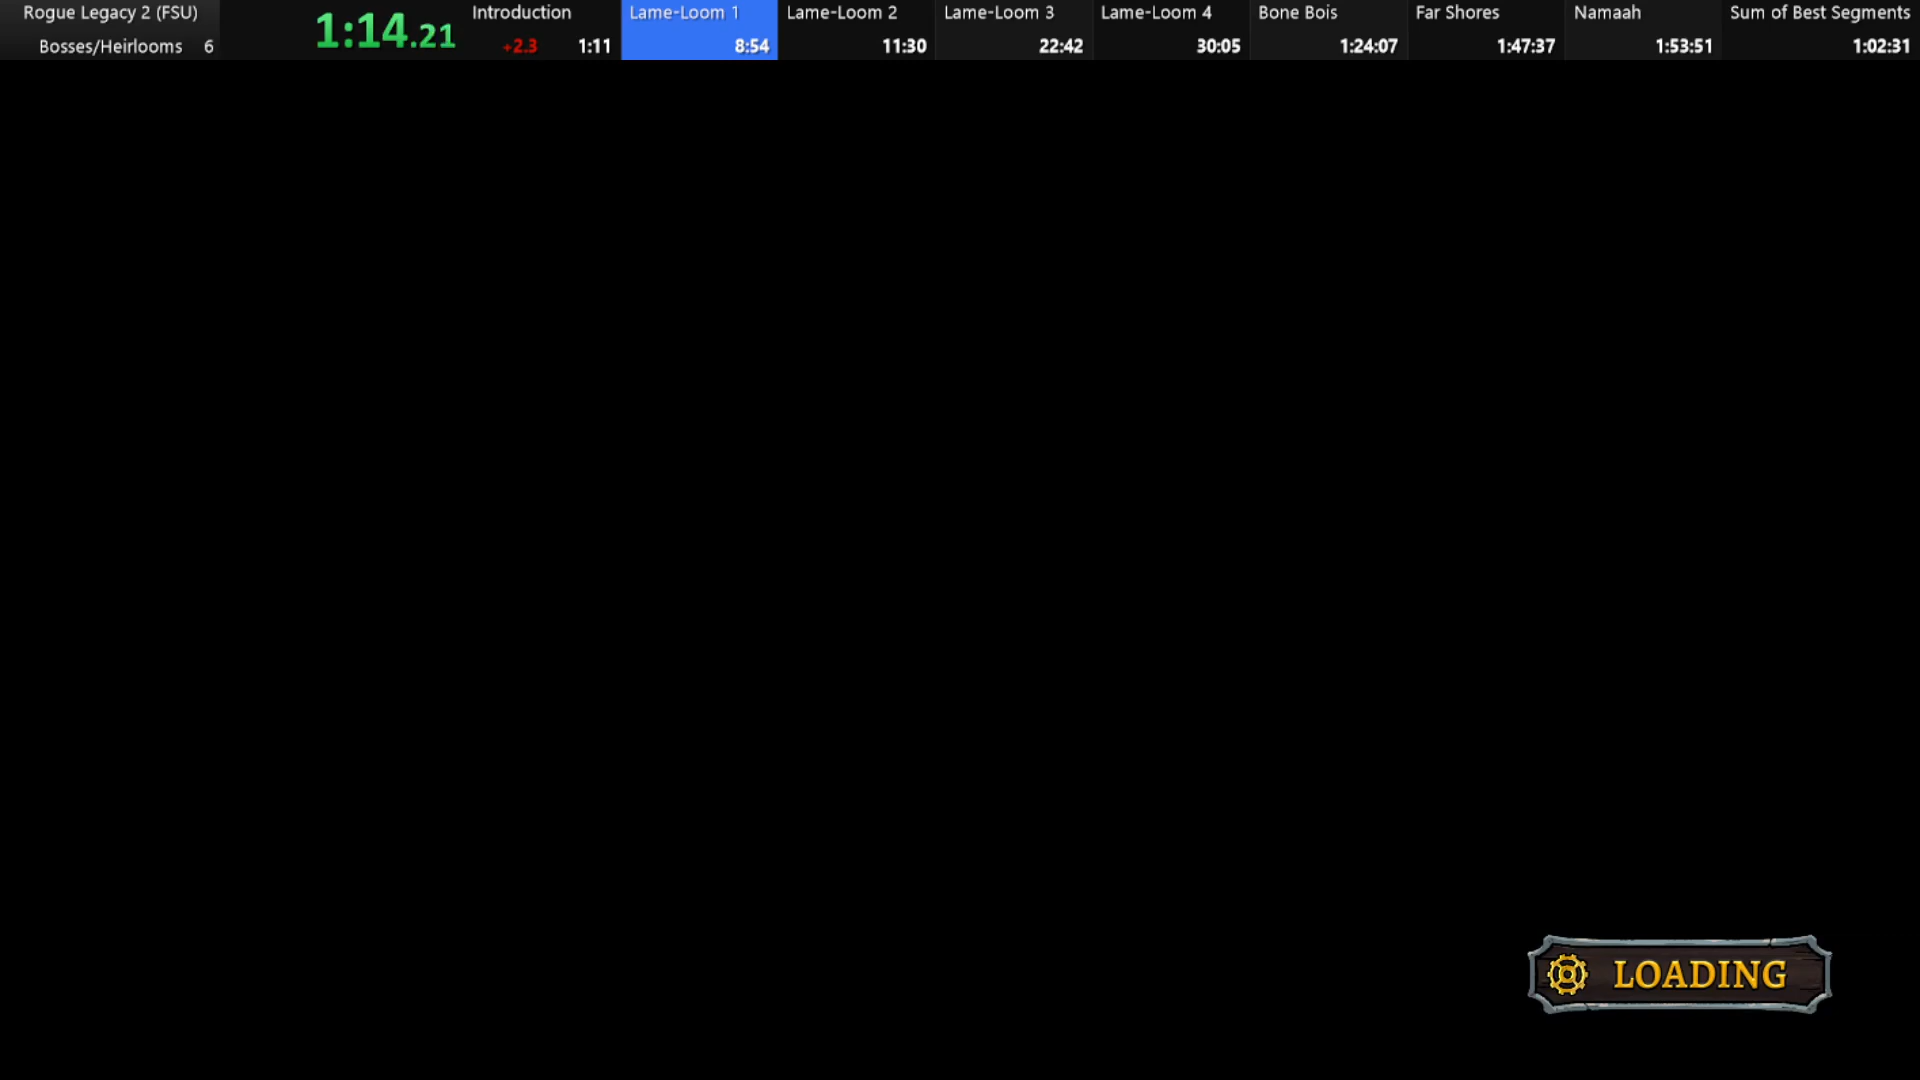 Rogue Legacy 2 (FSU)
Bosses/Heirlooms 6
1:14.21
Introduction
+2.3 1:11
Lame-Loom 1
8:54
Lame-Loom 2
11:30
Lame-Loom 3
22:42
Lame-Loom 4
30:05
Bone Bois
1:24:07
Far Shores
1:47:37
Namaah
1:53:51
Sum of Best Segments
1:02:31
LOADING